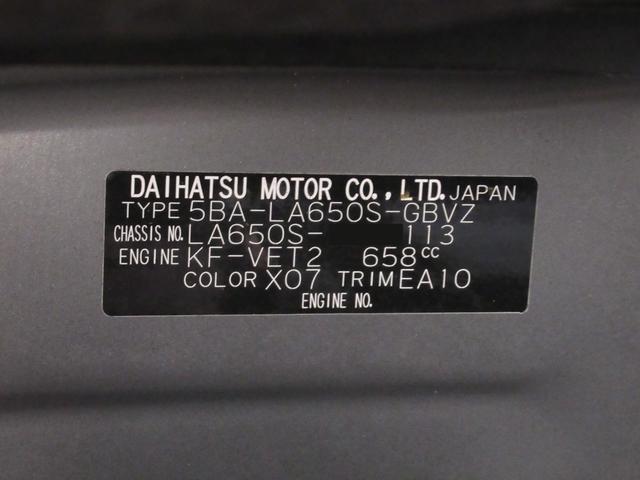 DAIHATSU MOTOR CO., LTD. JAPAN
TYPE 5BA-LA650S-GBVZ
CHASSIS NO. LA650S- 113
ENGINE KF-VET2 658cc
COLOR X07 TRIM EA10
ENGINE NO.